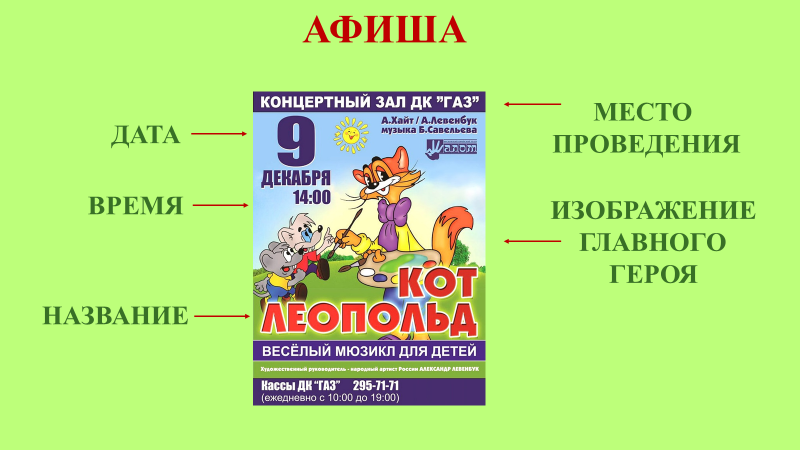 АФИША
ДАТА
ВРЕМЯ
НАЗВАНИЕ
КОНЦЕРТНЫЙ ЗАЛ ДК "ГАЗ"
А.Хайт / А.Левенбук
музыка Б.Савельева
9
ДЕКАБРЯ
14:00
КОТ
ЛЕОПОЛЬД
ВЕСЁЛЫЙ МЮЗИКЛ ДЛЯ ДЕТЕЙ
Художественный руководитель - народный артист России АЛЕКСАНДР ЛЕВЕНБУК
Кассы ДК "ГАЗ" 295-71-71
(ежедневно с 10:00 до 19:00)
МЕСТО
ПРОВЕДЕНИЯ
ИЗОБРАЖЕНИЕ
ГЛАВНОГО
ГЕРОЯ